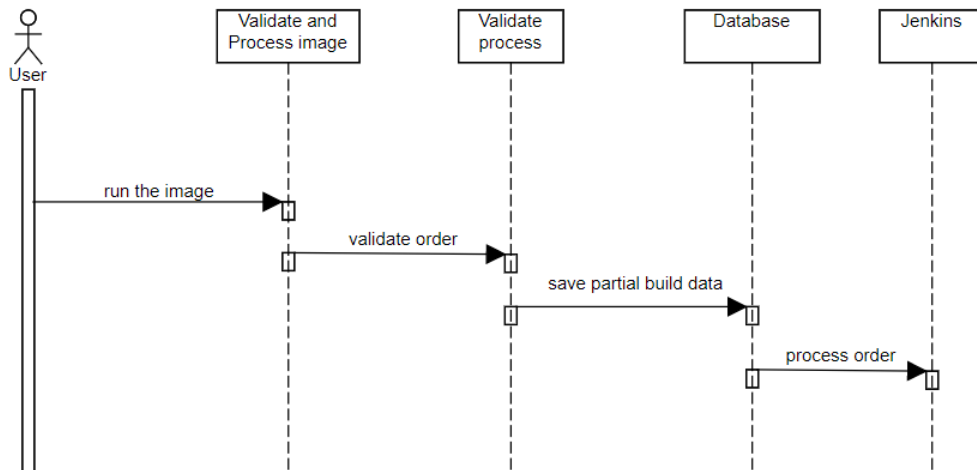 Validate and
Process image
Validate
process
Database
Jenkins
User
run the image
validate order
save partial build data
process order